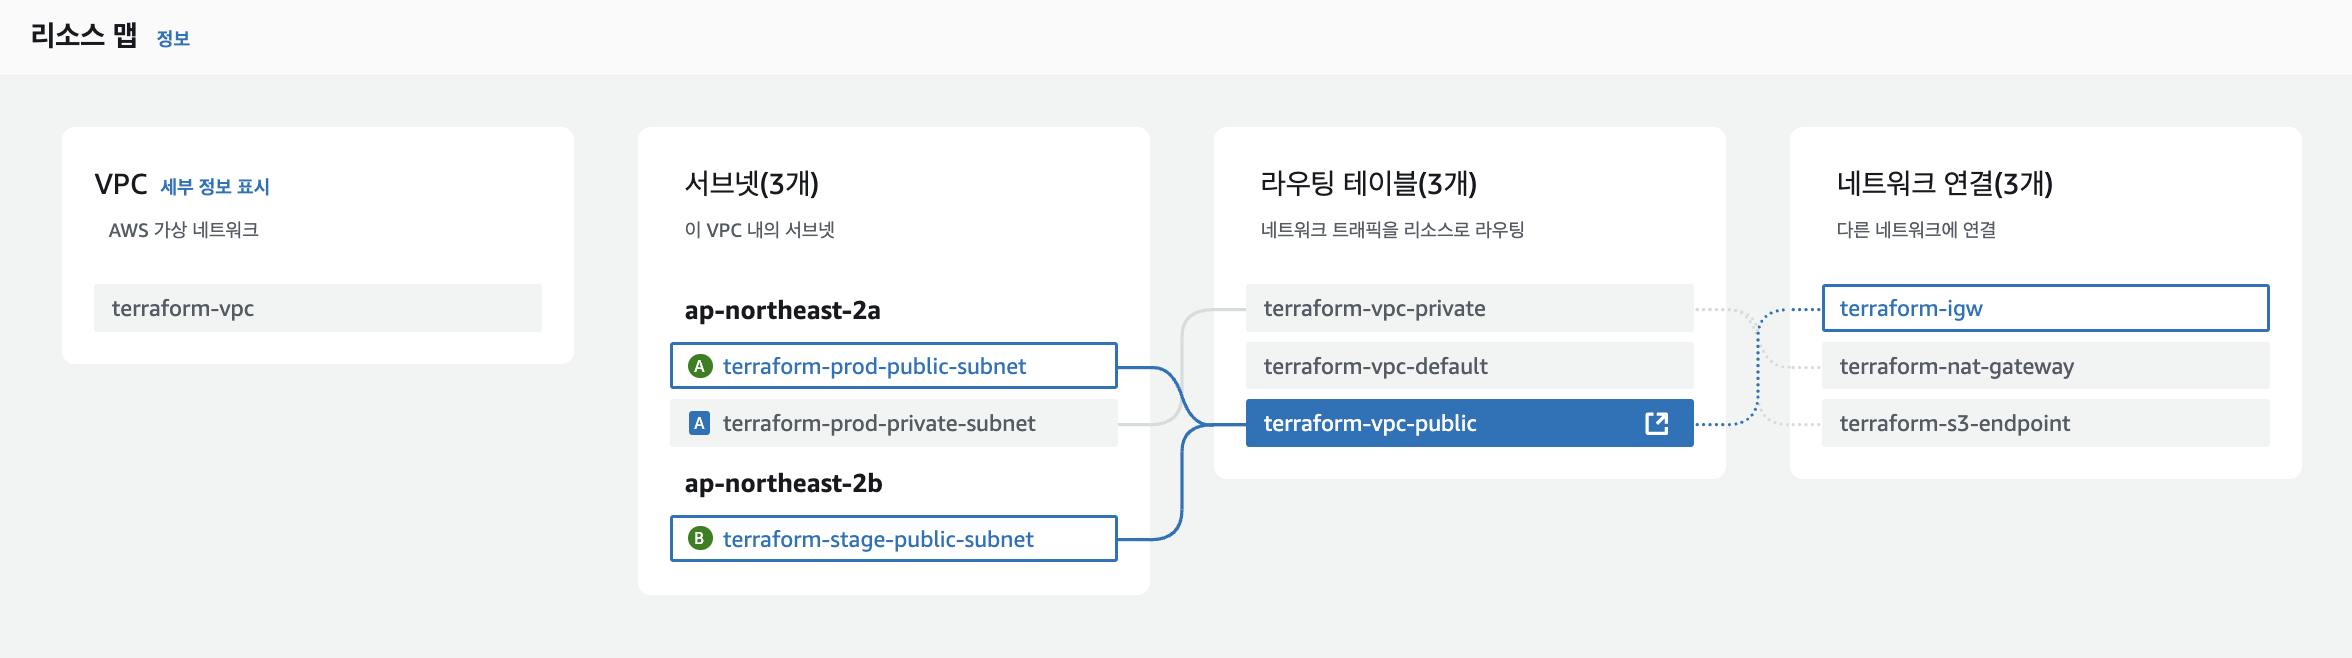 리소스 맵 정보
VPC 세부 정보 표시
AWS 가상 네트워크
terraform-vpc
서브넷(3개)
이 VPC 내의 서브넷
ap-northeast-2a
A terraform-prod-public-subnet
A terraform-prod-private-subnet
ap-northeast-2b
B terraform-stage-public-subnet
라우팅 테이블(3개)
네트워크 트래픽을 리소스로 라우팅
terraform-vpc-private
terraform-vpc-default
terraform-vpc-public
네트워크 연결(3개)
다른 네트워크에 연결
terraform-igw
terraform-nat-gateway
terraform-s3-endpoint